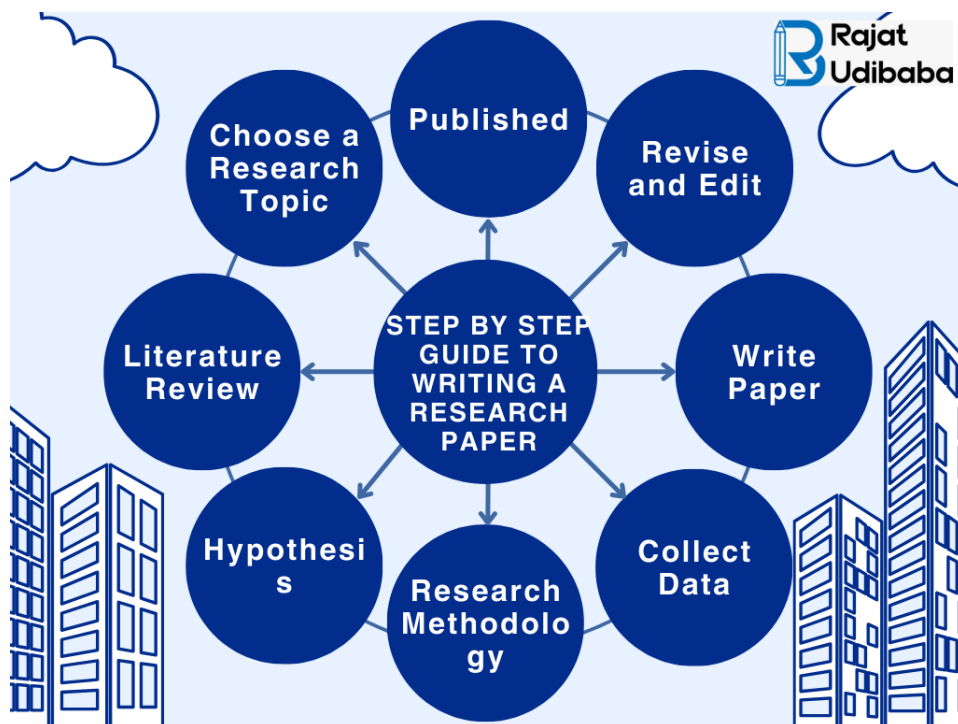 Rajat
Udibaba
Published
Choose a
Research
Topic
Revise
and Edit
Literature
Review
STEP BY STEP
GUIDE TO
WRITING A
RESEARCH
PAPER
Write
Paper
Hypothesi
s
Research
Methodolo
gy
Collect
Data